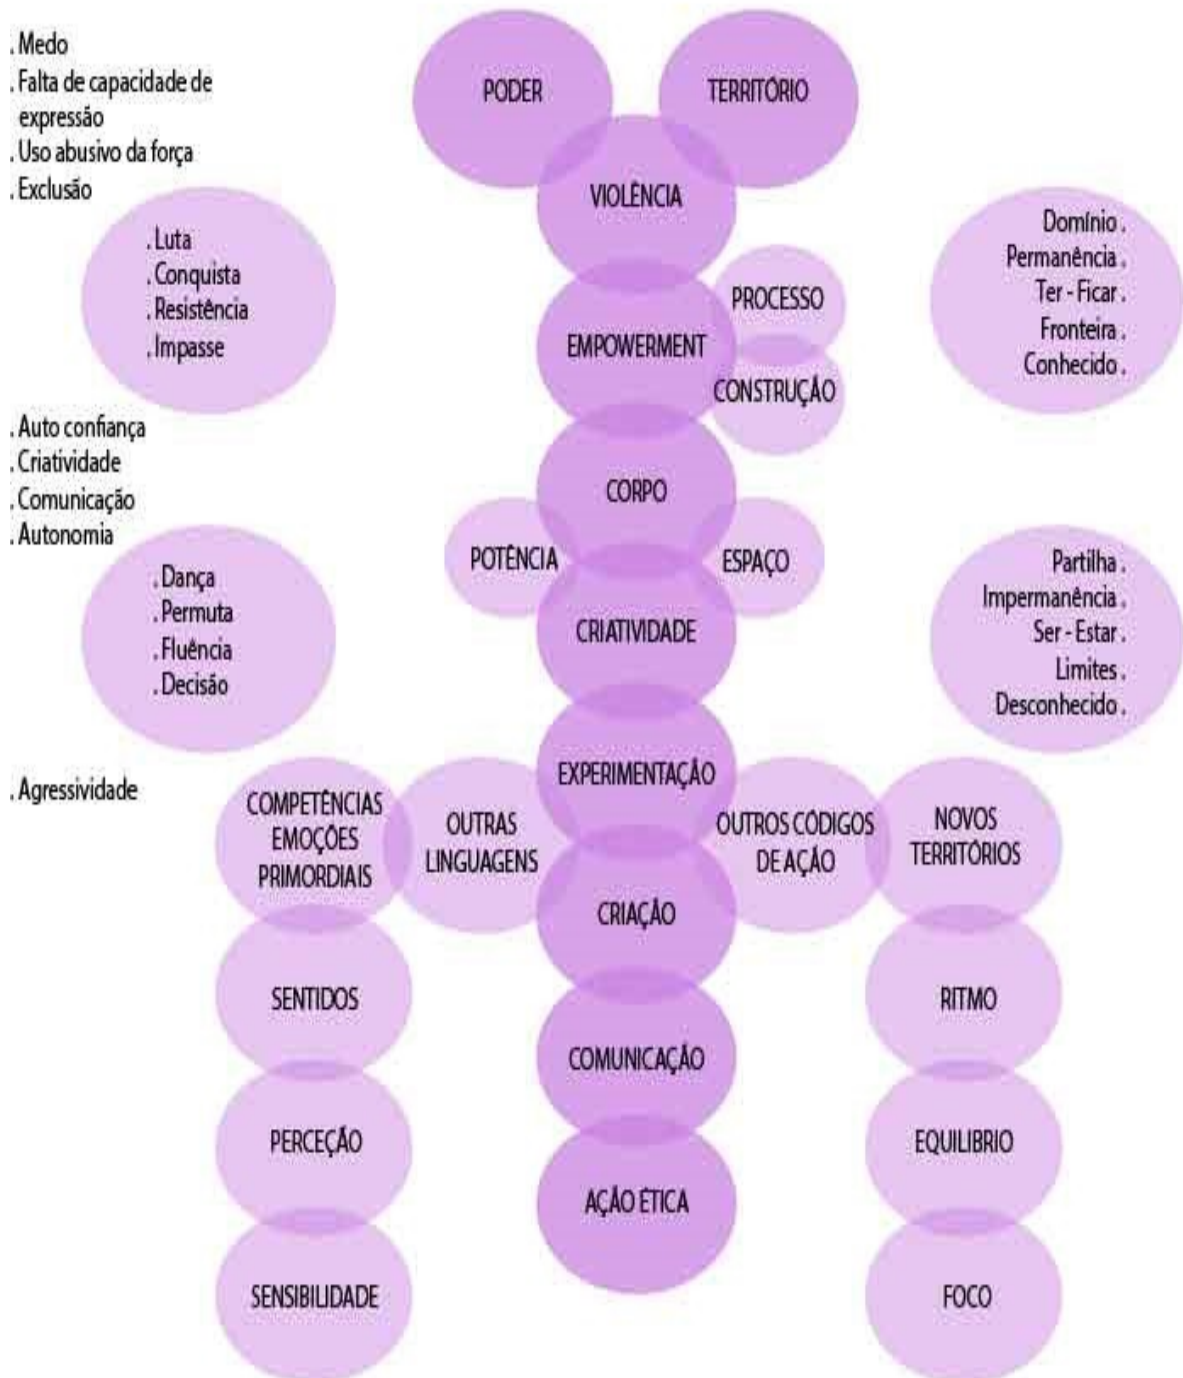 . Medo
. Falta de capacidade de
expressão
. Uso abusivo da força
. Exclusão
PODER
TERRITÓRIO
VIOLÊNCIA
. Luta
. Conquista
. Resistência
. Impasse
EMPOWERMENT
PROCESSO
CONSTRUÇÃO
Domínio .
Permanência .
Ter - Ficar .
Fronteira .
Conhecido .
. Auto confiança
. Criatividade
. Comunicação
. Autonomia
CORPO
POTÊNCIA
ESPAÇO
CRIATIVIDADE
. Dança
. Permuta
. Fluência
. Decisão
Partilha .
Impermanência .
Ser - Estar .
Limites .
Desconhecido .
. Agressividade
EXPERIMENTAÇÃO
COMPETÊNCIAS
EMOÇÕES
PRIMORDIAIS
OUTRAS
LINGUAGENS
OUTROS CÓDIGOS
DE AÇÃO
NOVOS
TERRITÓRIOS
CRIAÇÃO
SENTIDOS
RITMO
COMUNICAÇÃO
PERCEÇÃO
EQUILIBRIO
AÇÃO ÉTICA
SENSIBILIDADE
FOCO